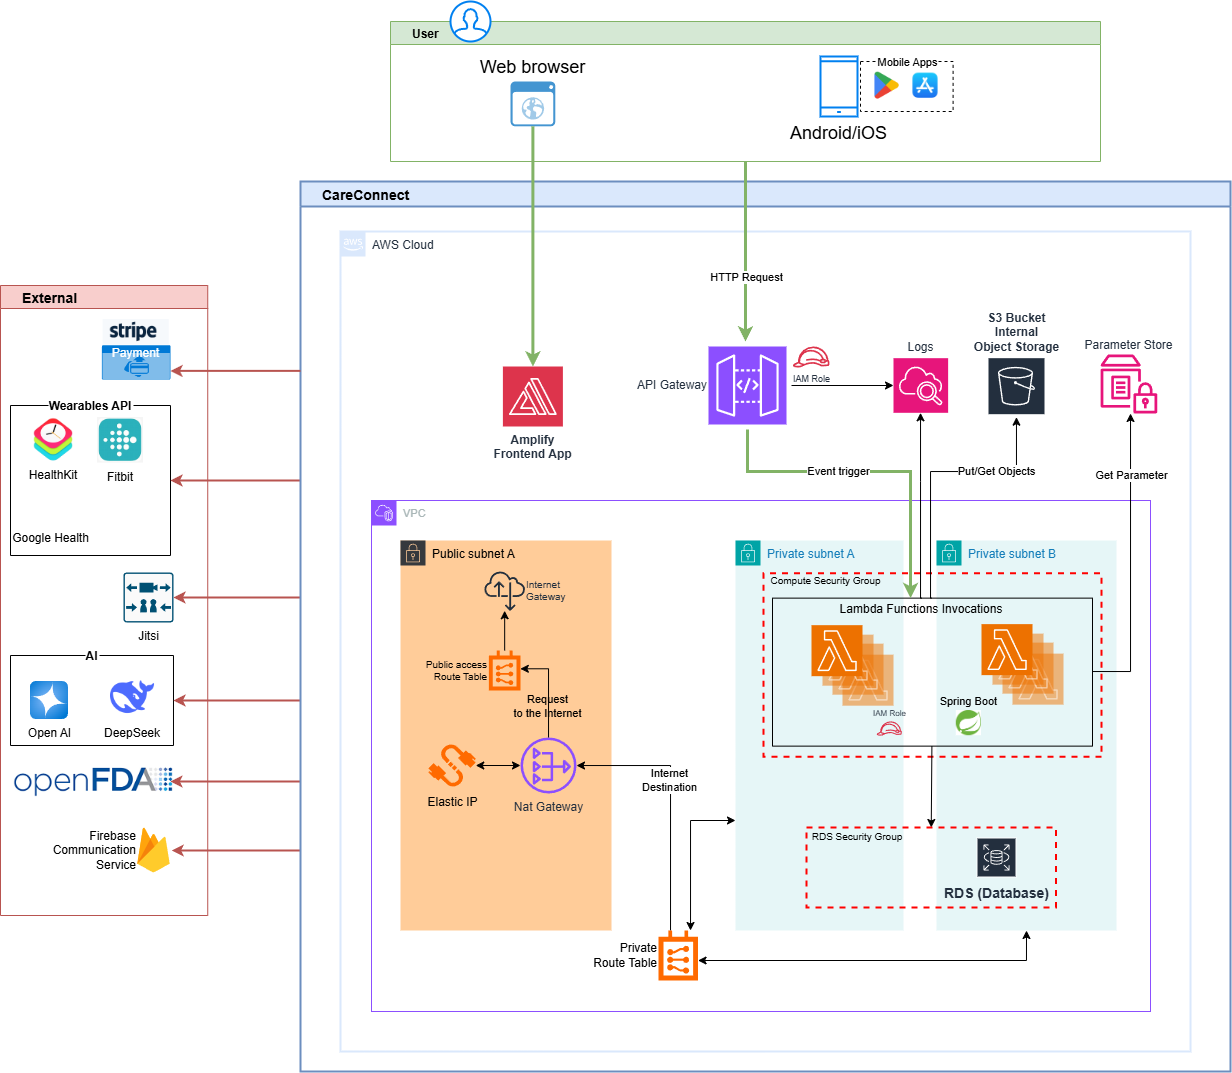 User
Web browser
Mobile Apps
Android/iOS
CareConnect
aws
AWS Cloud
HTTP Request
External
stripe
Payment
Wearables API
HealthKit
Fitbit
Google Health
Jitsi
AI
Open AI
DeepSeek
openFDA
Firebase
Communication
Service
Amplify
Frontend App
API Gateway
IAM Role
Logs
S3 Bucket
Internal
Object Storage
Parameter Store
Event trigger
Put/Get Objects
Get Parameter
VPC
Public subnet A
Internet
Gateway
Public access
Route Table
Request
to the Internet
Elastic IP
Nat Gateway
Internet
Destination
Private
Route Table
Private subnet A
Private subnet B
Compute Security Group
Lambda Functions Invocations
IAM Role
Spring Boot
RDS Security Group
RDS (Database)